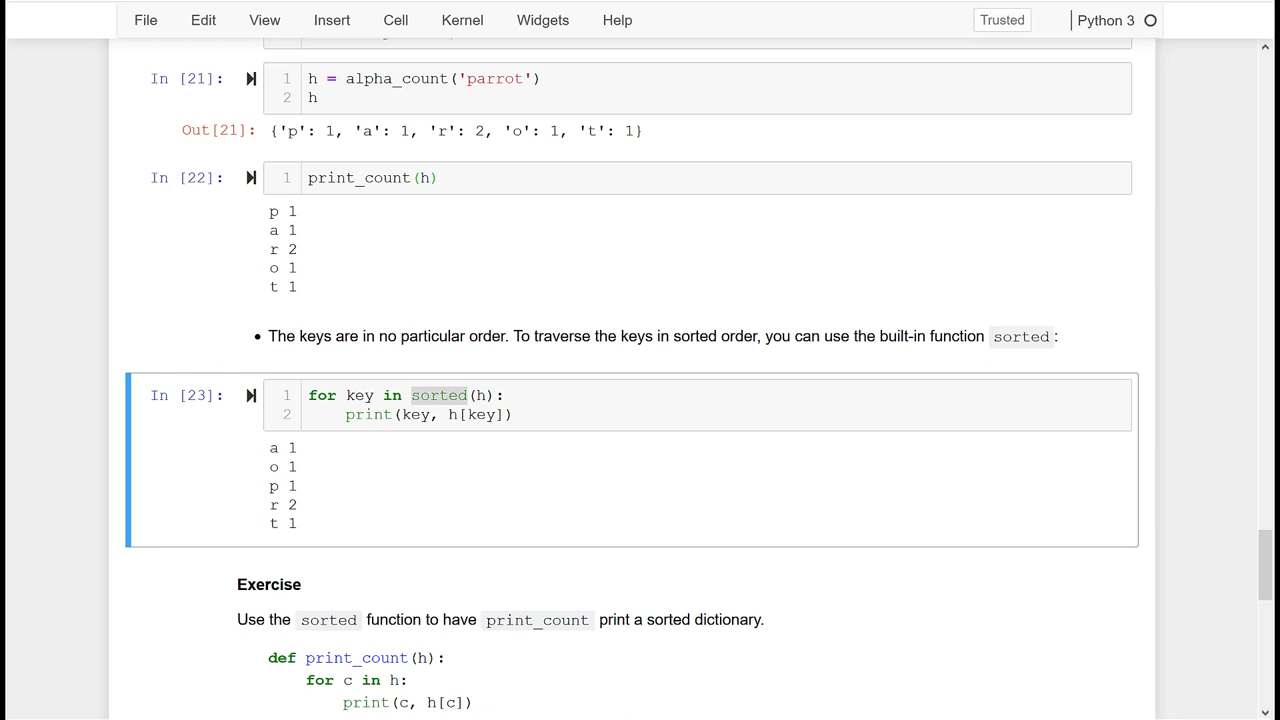 File Edit View Insert Cell Kernel Widgets Help Trusted Python 3
In [21]: 1 h = alpha_count('parrot')
2 h
Out[21]: {'p': 1, 'a': 1, 'r': 2, 'o': 1, 't': 1}
In [22]: 1 print_count(h)
p 1
a 1
r 2
o 1
t 1
• The keys are in no particular order. To traverse the keys in sorted order, you can use the built-in function sorted:
In [23]: 1 for key in sorted(h):
2 print(key, h[key])
a 1
o 1
p 1
r 2
t 1
Exercise
Use the sorted function to have print_count print a sorted dictionary.
def print_count(h):
for c in h:
print(c, h[c])